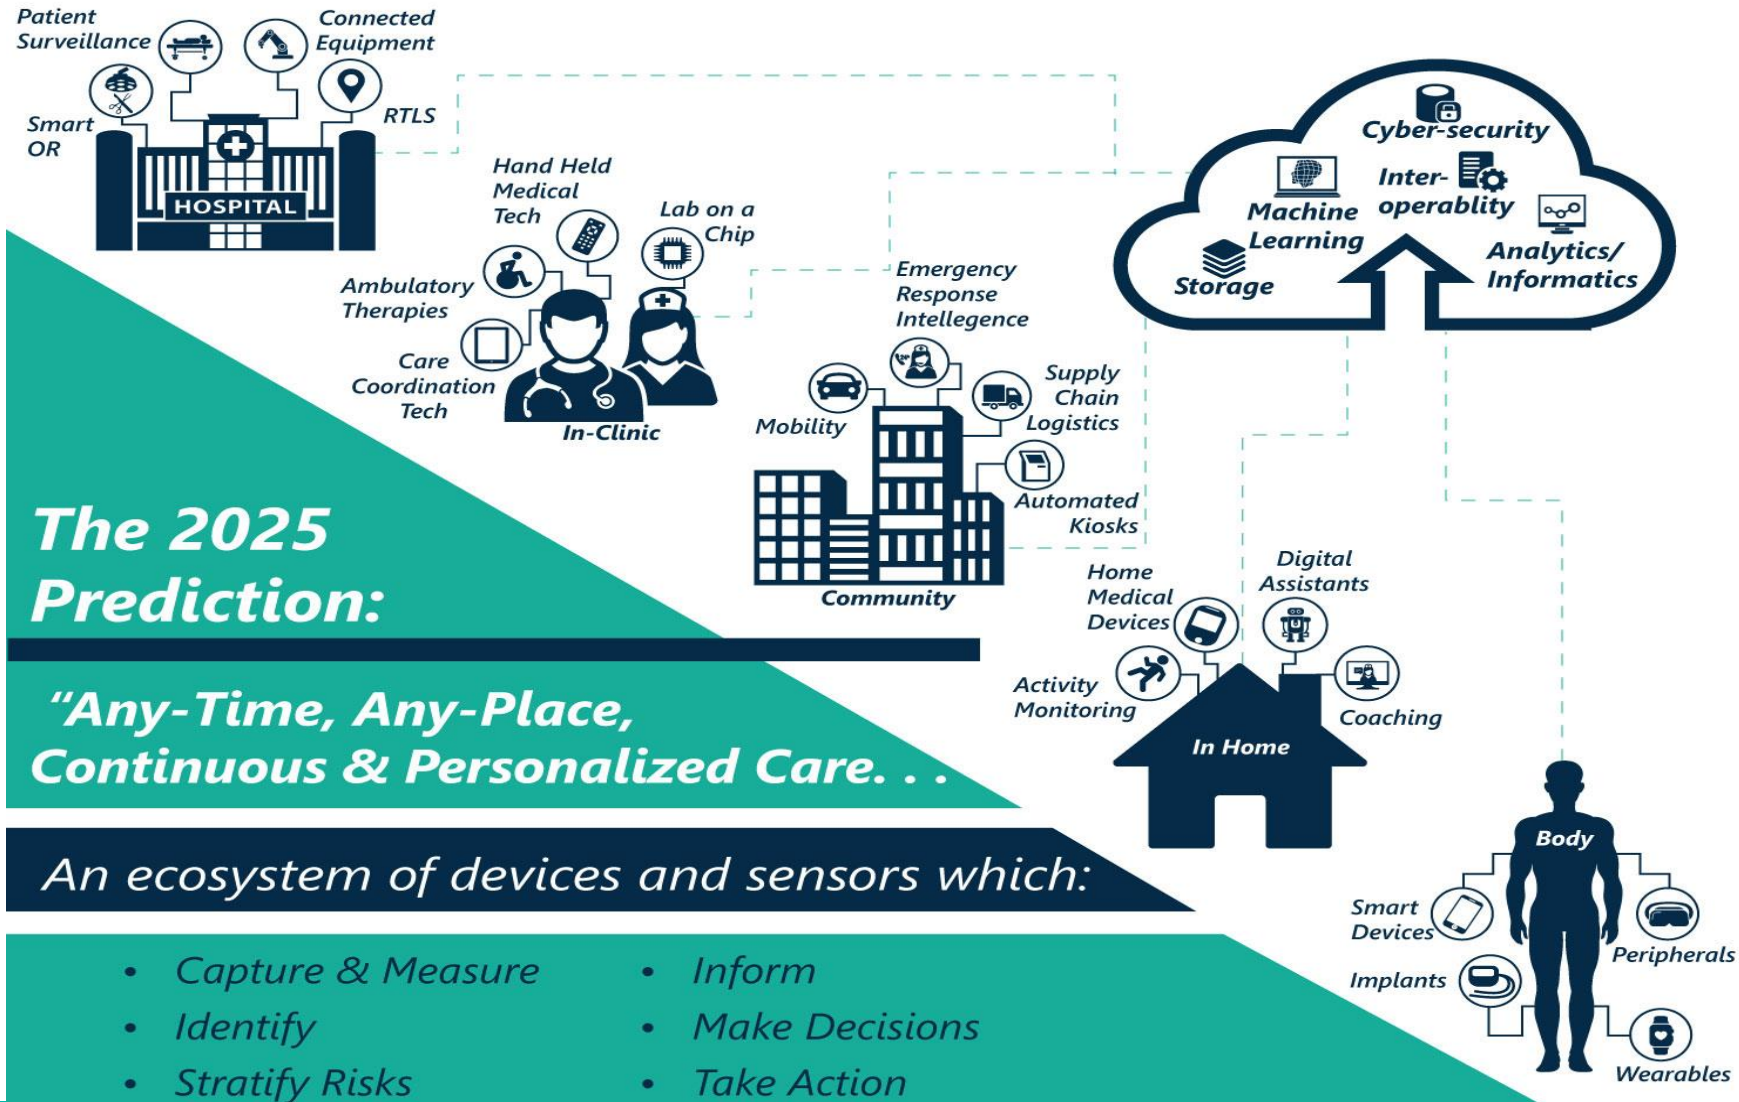 Patient
Surveillance
Connected
Equipment
Smart
OR
RTLS
HOSPITAL
Hand Held
Medical
Tech
Lab on a
Chip
Ambulatory
Therapies
Care
Coordination
Tech
In-Clinic
Emergency
Response
Intellegence
Mobility
Supply
Chain
Logistics
Automated
Kiosks
Community
Cyber-security
Inter-
operablity
Machine
Learning
Analytics/
Informatics
Storage
Home
Medical
Devices
Digital
Assistants
Activity
Monitoring
Coaching
In Home
Body
Smart
Devices
Peripherals
Implants
Wearables
The 2025
Prediction:
“Any-Time, Any-Place,
Continuous & Personalized Care. . .
An ecosystem of devices and sensors which:
• Capture & Measure
• Identify
• Stratify Risks
• Inform
• Make Decisions
• Take Action